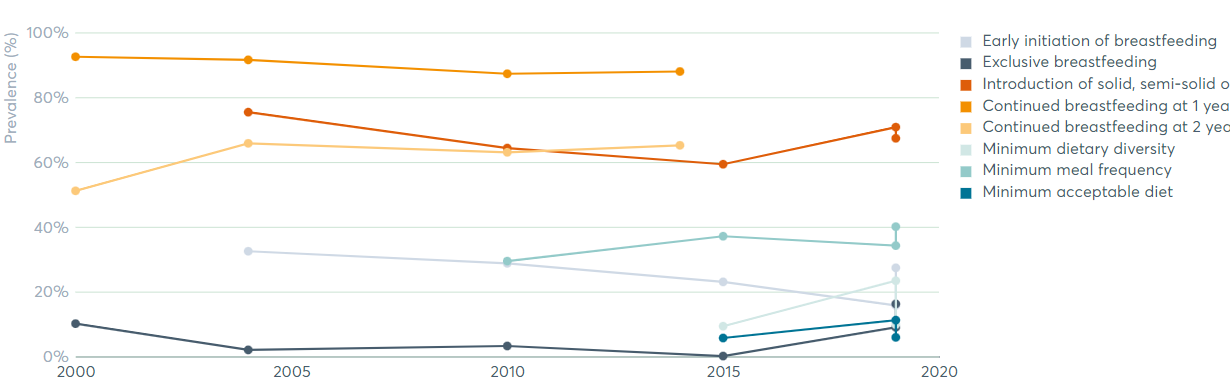 Prevalence (%)
100%
80%
60%
40%
20%
0%
2000 2005 2010 2015 2020
Early initiation of breastfeeding
Exclusive breastfeeding
Introduction of solid, semi-solid o
Continued breastfeeding at 1 yea
Continued breastfeeding at 2 yea
Minimum dietary diversity
Minimum meal frequency
Minimum acceptable diet